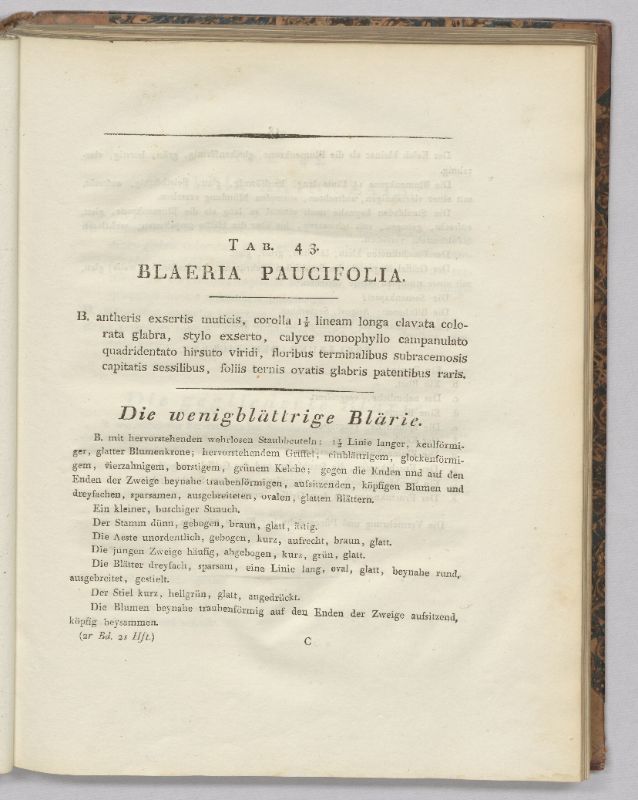 TAB. 43.
BLAERIA PAUCIFOLIA.
B. antheris exsertis muticis, corolla 1½ lineam longa clavata colo-
rata glabra, stylo exserto, calyce monophyllo campanulato
quadridentato hirsuto viridi, floribus terminalibus subracemosis
capitatis sessilibus, foliis ternis ovatis glabris patentibus raris.
Die wenigblättrige Blärie.
B. mit hervorstehenden wehrlosen Staubbeuteln; 1½ Linie langer, keulförmi-
ger, glatter Blumenkrone; hervorstehendem Griffel; einblättrigem, glockenförmi-
gem, vierzalmigem, borstigem, grünem Kelche; gegen die Enden und auf den
Enden der Zweige beynahe traubenförmigen, aufsitzenden, köpfigen Blumen und
dreyfachen, sparsamen, ausgebreiteten, ovalen, glatten Blättern.
Ein kleiner, buschiger Strauch.
Der Stamm dünn, gebogen, braun, glatt, ästig.
Die Aeste unordentlich, gebogen, kurz, aufrecht, braun, glatt.
Die jungen Zweige häufig, abgebogen, kurz, grün, glatt.
Die Blätter dreyfach, sparsam, eine Linie lang, oval, glatt, beynahe rund,
ausgebreitet, gestielt.
Der Stiel kurz, hellgrün, glatt, angedrückt.
Die Blumen beynahe traubenförmig auf den Enden der Zweige aufsitzend,
köpfig beysammen.
(2r Bd. 2s Hft.) C